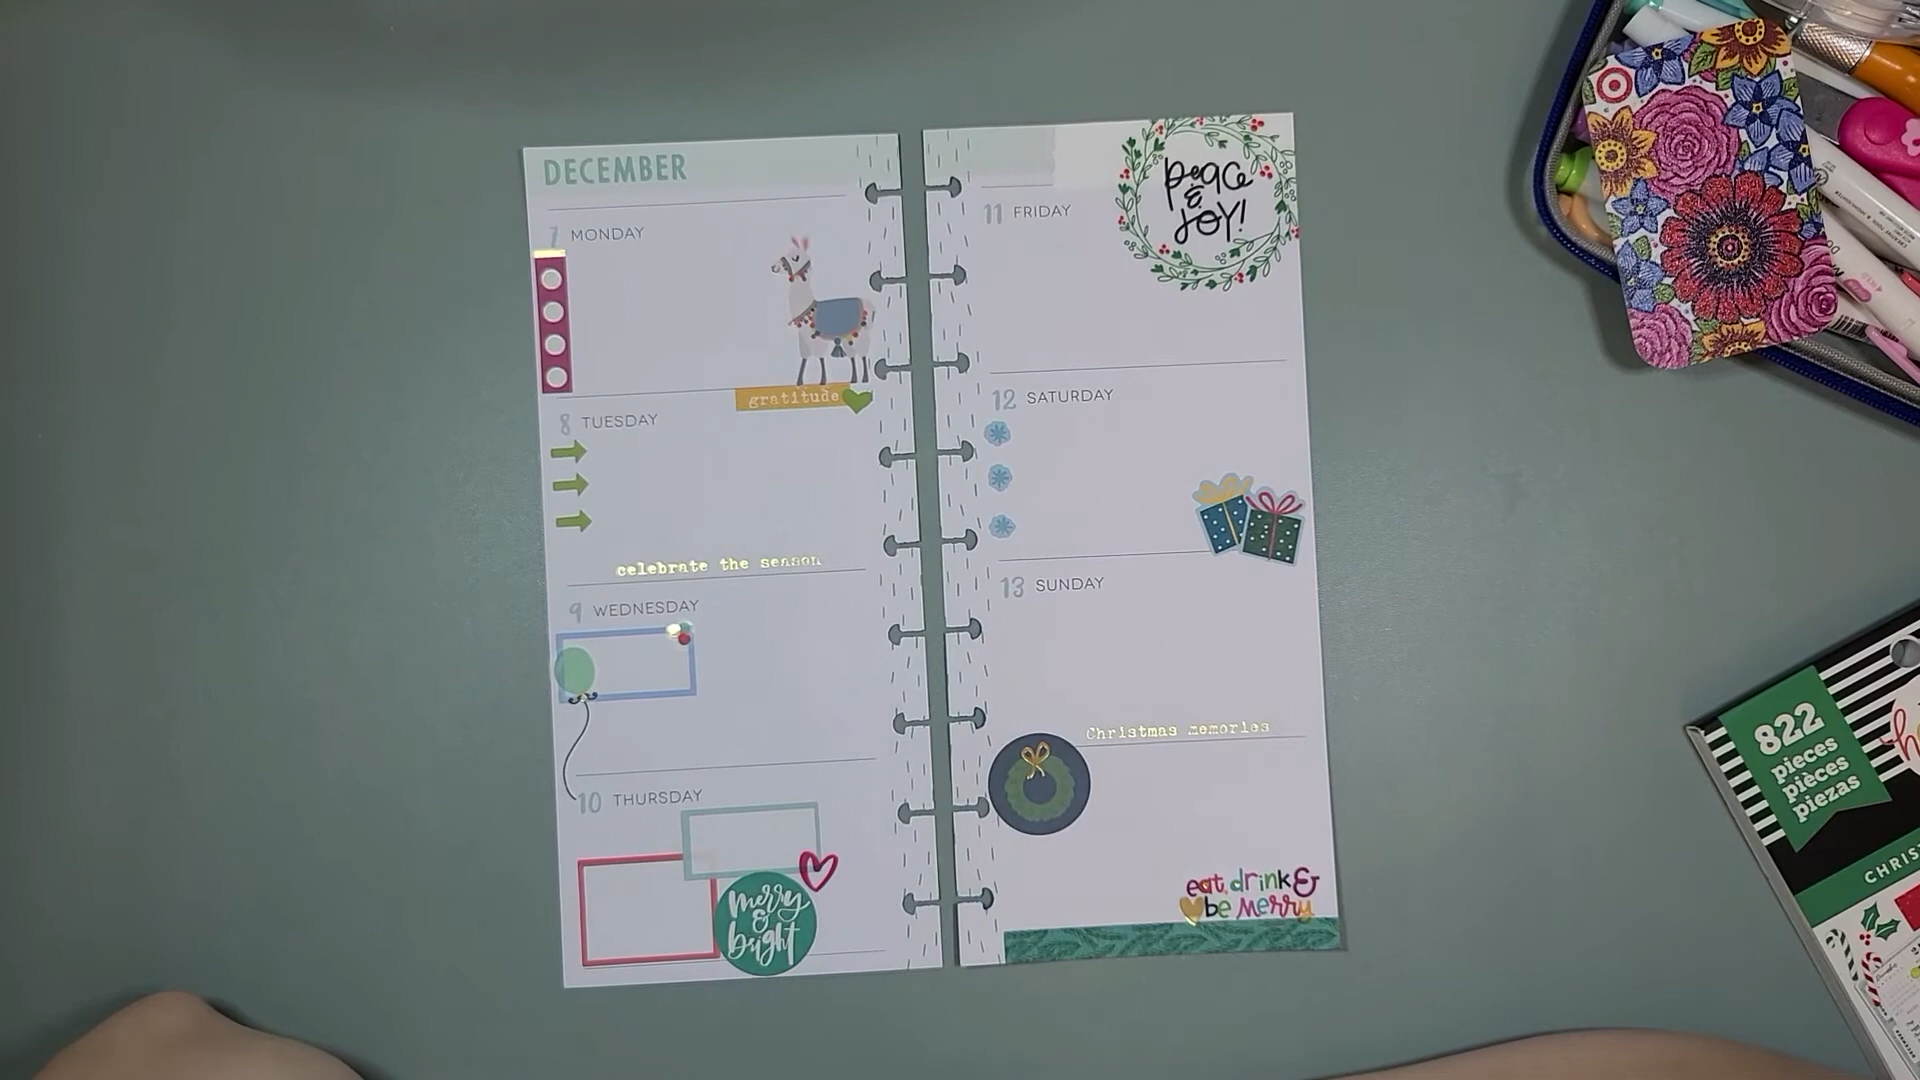 DECEMBER
7 MONDAY
gratitude
8 TUESDAY
celebrate the season
9 WEDNESDAY
10 THURSDAY
merry
&
bright
peace
&
JOY!
11 FRIDAY
12 SATURDAY
13 SUNDAY
Christmas memories
eat, drink &
be merry
822
pieces
pièces
piezas
CHRIS